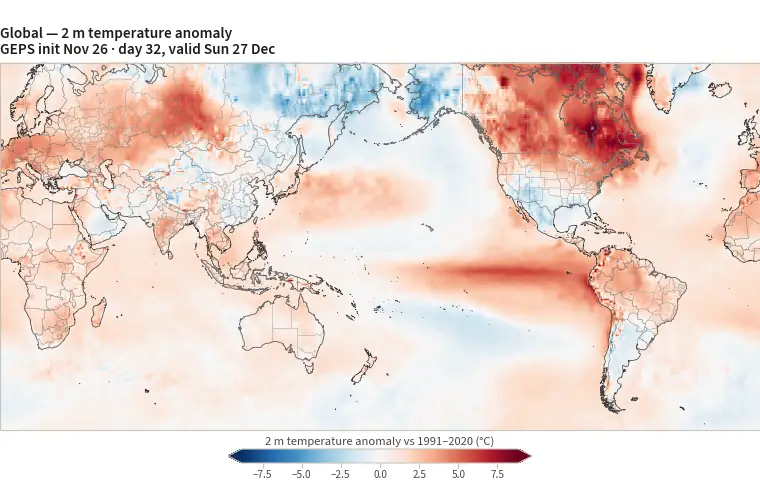 Global — 2 m temperature anomaly
GEPS init Nov 26 · day 32, valid Sun 27 Dec
2 m temperature anomaly vs 1991–2020 (°C)
−7.5 −5.0 −2.5 0.0 2.5 5.0 7.5